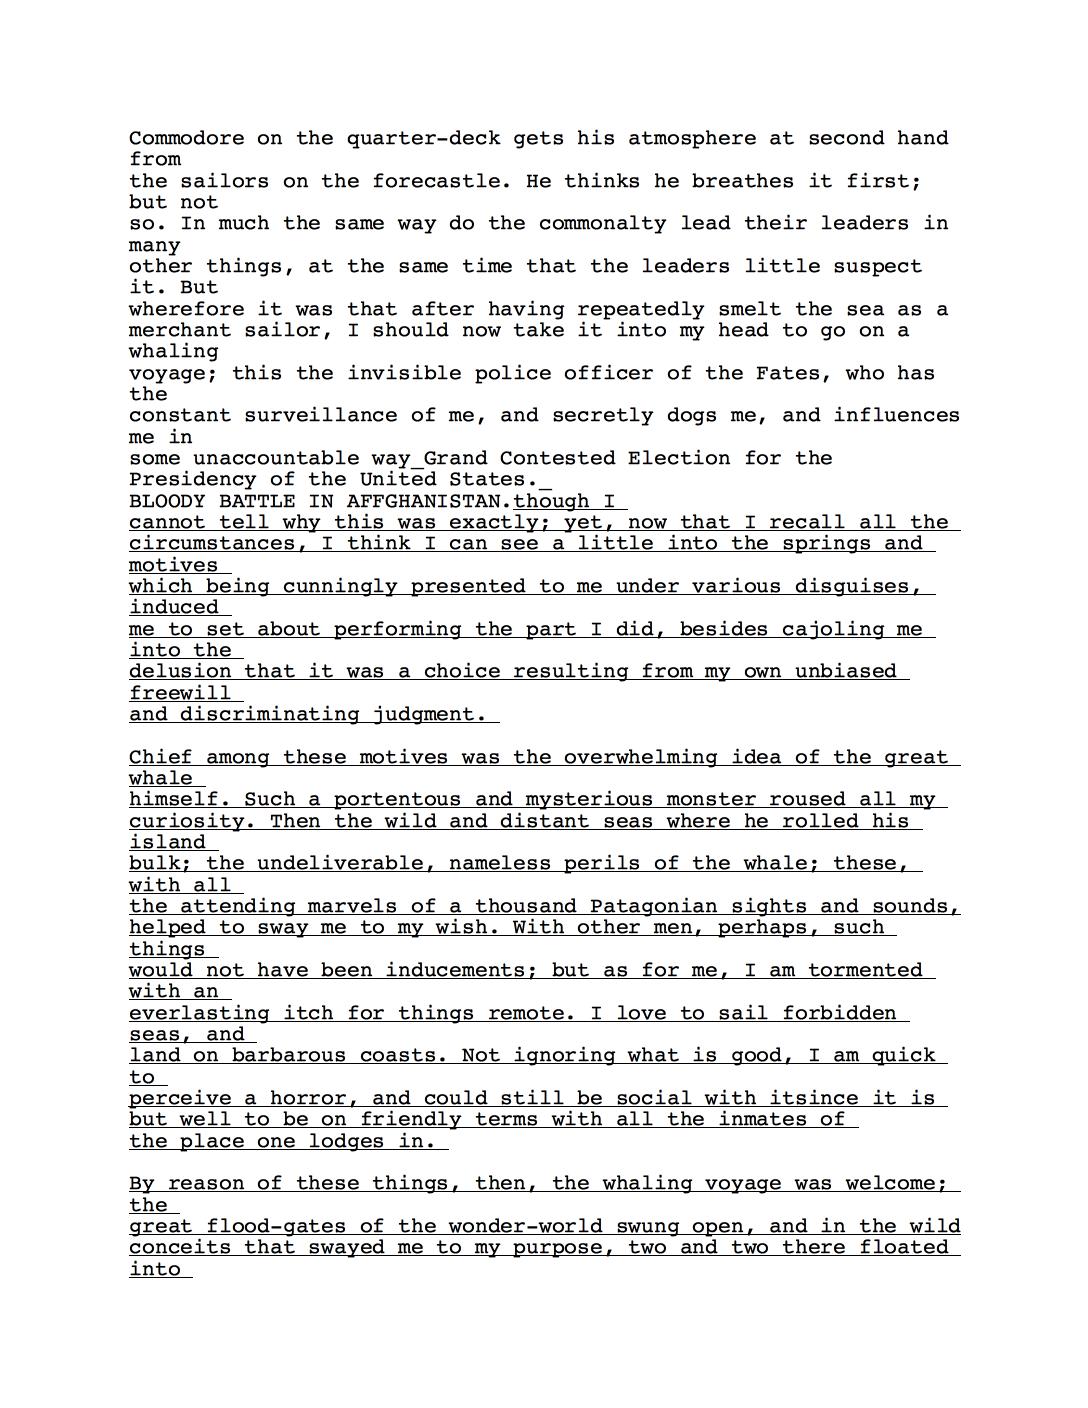 Commodore on the quarter-deck gets his atmosphere at second hand
from
the sailors on the forecastle. He thinks he breathes it first;
but not
so. In much the same way do the commonalty lead their leaders in
many
other things, at the same time that the leaders little suspect
it. But
wherefore it was that after having repeatedly smelt the sea as a
merchant sailor, I should now take it into my head to go on a
whaling
voyage; this the invisible police officer of the Fates, who has
the
constant surveillance of me, and secretly dogs me, and influences
me in
some unaccountable way_Grand Contested Election for the
Presidency of the United States._
BLOODY BATTLE IN AFFGHANISTAN.though I
cannot tell why this was exactly; yet, now that I recall all the
circumstances, I think I can see a little into the springs and
motives
which being cunningly presented to me under various disguises,
induced
me to set about performing the part I did, besides cajoling me
into the
delusion that it was a choice resulting from my own unbiased
freewill
and discriminating judgment.

Chief among these motives was the overwhelming idea of the great
whale
himself. Such a portentous and mysterious monster roused all my
curiosity. Then the wild and distant seas where he rolled his
island
bulk; the undeliverable, nameless perils of the whale; these,
with all
the attending marvels of a thousand Patagonian sights and sounds,
helped to sway me to my wish. With other men, perhaps, such
things
would not have been inducements; but as for me, I am tormented
with an
everlasting itch for things remote. I love to sail forbidden
seas, and
land on barbarous coasts. Not ignoring what is good, I am quick
to
perceive a horror, and could still be social with itsince it is
but well to be on friendly terms with all the inmates of
the place one lodges in.

By reason of these things, then, the whaling voyage was welcome;
the
great flood-gates of the wonder-world swung open, and in the wild
conceits that swayed me to my purpose, two and two there floated
into